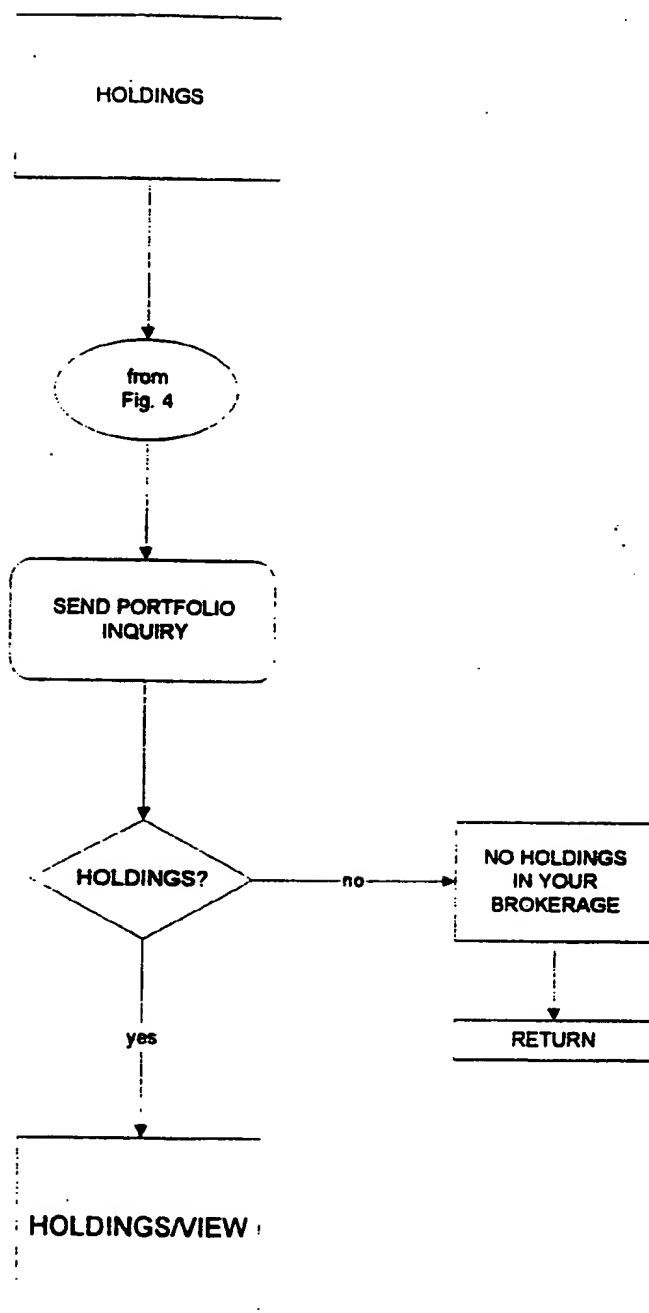 HOLDINGS
from
Fig. 4
SEND PORTFOLIO
INQUIRY
HOLDINGS?
no
NO HOLDINGS
IN YOUR
BROKERAGE
RETURN
yes
HOLDINGS/VIEW